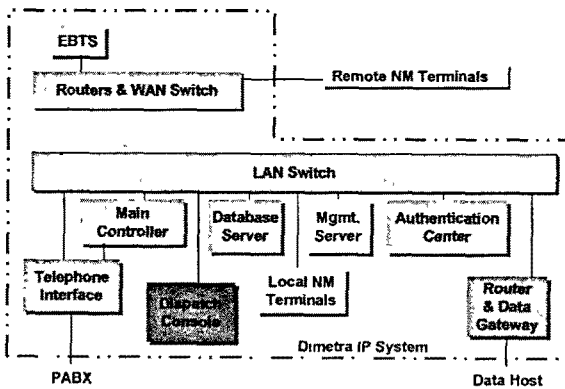 EBTS
Routers & WAN Switch
Remote NM Terminals
LAN Switch
Main
Controller
Database
Server
Mgmt.
Server
Authentication
Center
Telephone
Interface
Dispatch
Console
Local NM
Terminals
Router
& Data
Gateway
Dimetra IP System
PABX
Data Host